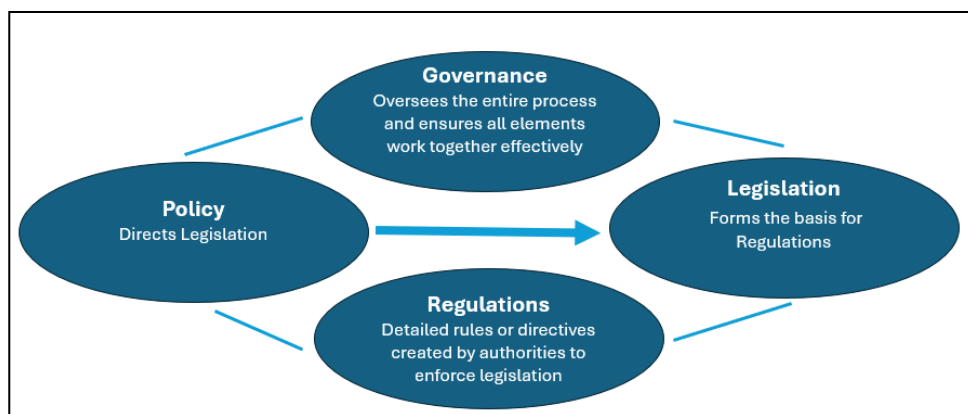 Governance
Oversees the entire process
and ensures all elements
work together effectively
Policy
Directs Legislation
Legislation
Forms the basis for
Regulations
Regulations
Detailed rules or directives
created by authorities to
enforce legislation